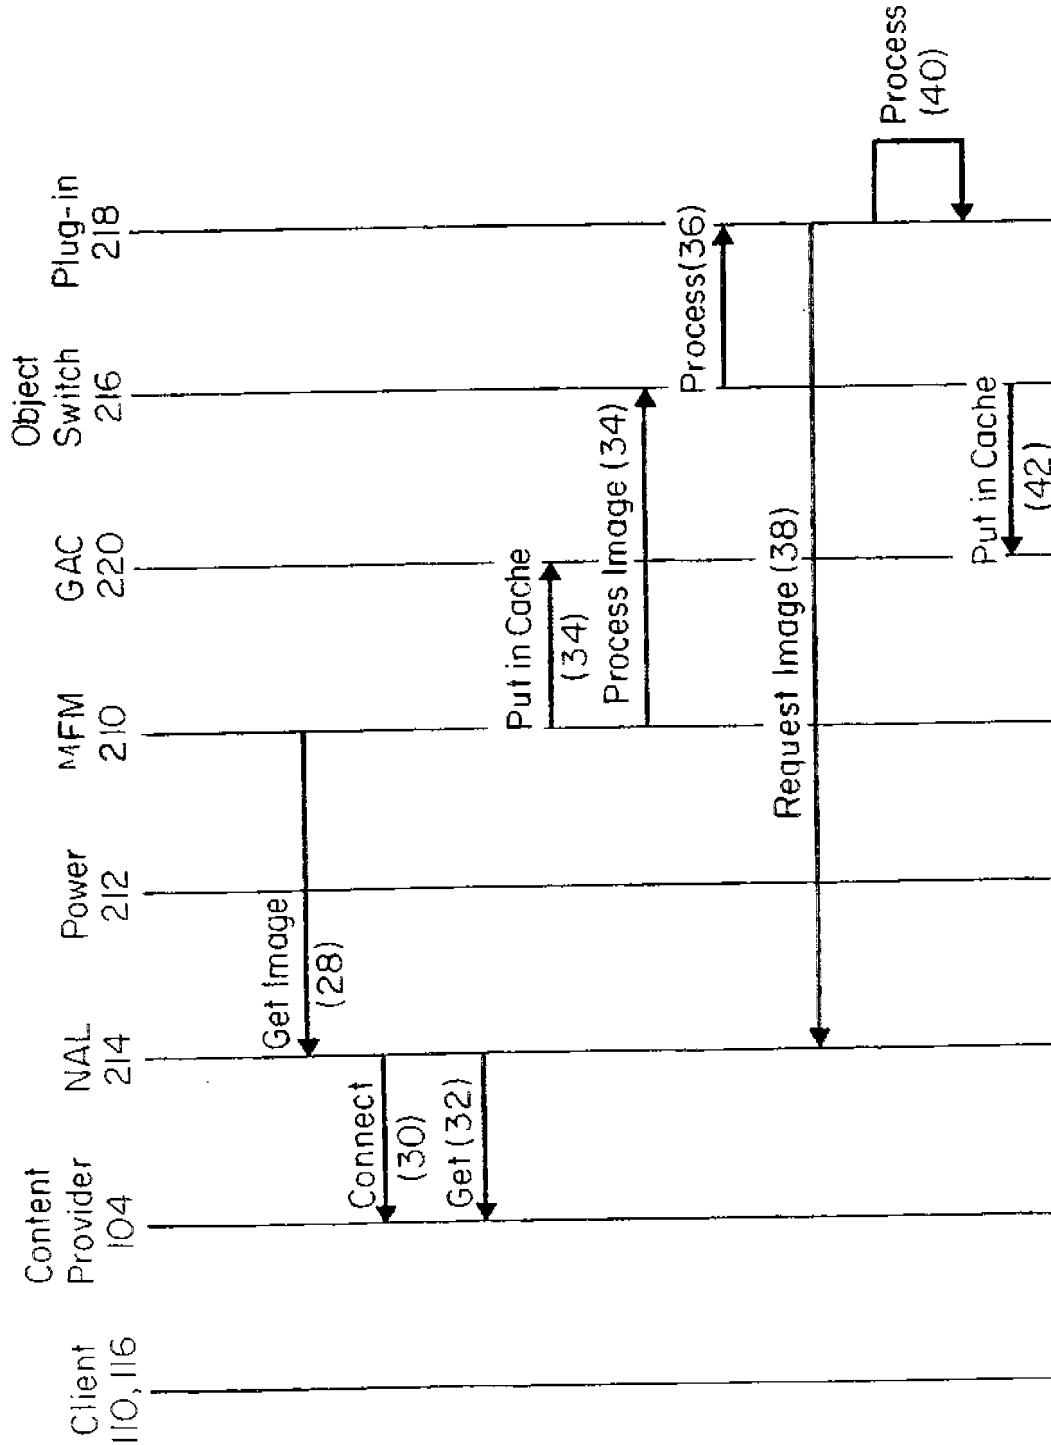 Client
110, 116
Content
Provider
104
NAL
214
Power
212
MFM
210
GAC
220
Object
Switch
216
Plug-in
218
Get Image
(28)
Connect
(30)
Get (32)
Put in Cache
(34)
Process Image (34)
Process (36)
Request Image (38)
Process
(40)
Put in Cache
(42)